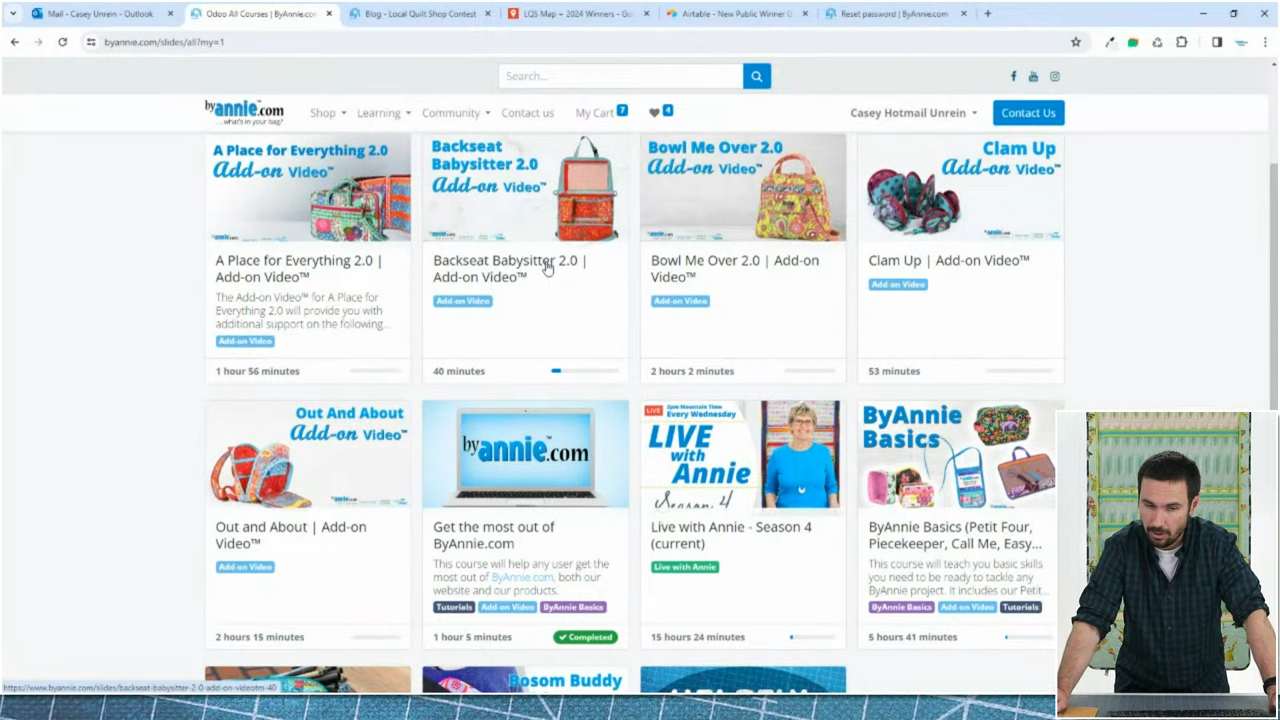 Mail - Casey Unrein - Outlook
Odoo All Courses | ByAnnie.com
Blog - Local Quilt Shop Contest
LQS Map – 2024 Winners - Go
Airtable - New Public Winner G
Reset password | ByAnnie.com
byannie.com/slides/all?my=1
Search...
byannie.com
...what's in your bag?
Shop
Learning
Community
Contact us
My Cart 7
4
Casey Hotmail Unrein
Contact Us
A Place for Everything 2.0
Add-on Video™
Backseat
Babysitter 2.0
Add-on Video™
Bowl Me Over 2.0
Add-on Video™
Clam Up
Add-on Video™
A Place for Everything 2.0 |
Add-on Video™
The Add-on Video™ for A Place for
Everything 2.0 will provide you with
additional support on the following...
Add-on Video
1 hour 56 minutes
Backseat Babysitter 2.0 |
Add-on Video™
Add-on Video
40 minutes
Bowl Me Over 2.0 | Add-on
Video™
Add-on Video
2 hours 2 minutes
Clam Up | Add-on Video™
Add-on Video
53 minutes
Out And About
Add-on Video™
byannie.com
LIVE
2pm Mountain Time
Every Wednesday
LIVE
with
Annie
Season 4
ByAnnie
Basics
Out and About | Add-on
Video™
Add-on Video
2 hours 15 minutes
Get the most out of
ByAnnie.com
This course will help any user get the
most out of ByAnnie.com, both our
website and our products.
Tutorials
Add-on Video
ByAnnie Basics
1 hour 5 minutes
Completed
Live with Annie - Season 4
(current)
Live with Annie
15 hours 24 minutes
ByAnnie Basics (Petit Four,
Piecekeeper, Call Me, Easy...
This course will teach you basic skills
you need to be ready to tackle any
ByAnnie project. It includes our Petit
ByAnnie Basics
Add-on Video
Tutorials
5 hours 41 minutes
Bosom Buddy
https://www.byannie.com/slides/backseat-babysitter-2-0-add-on-videotm-40